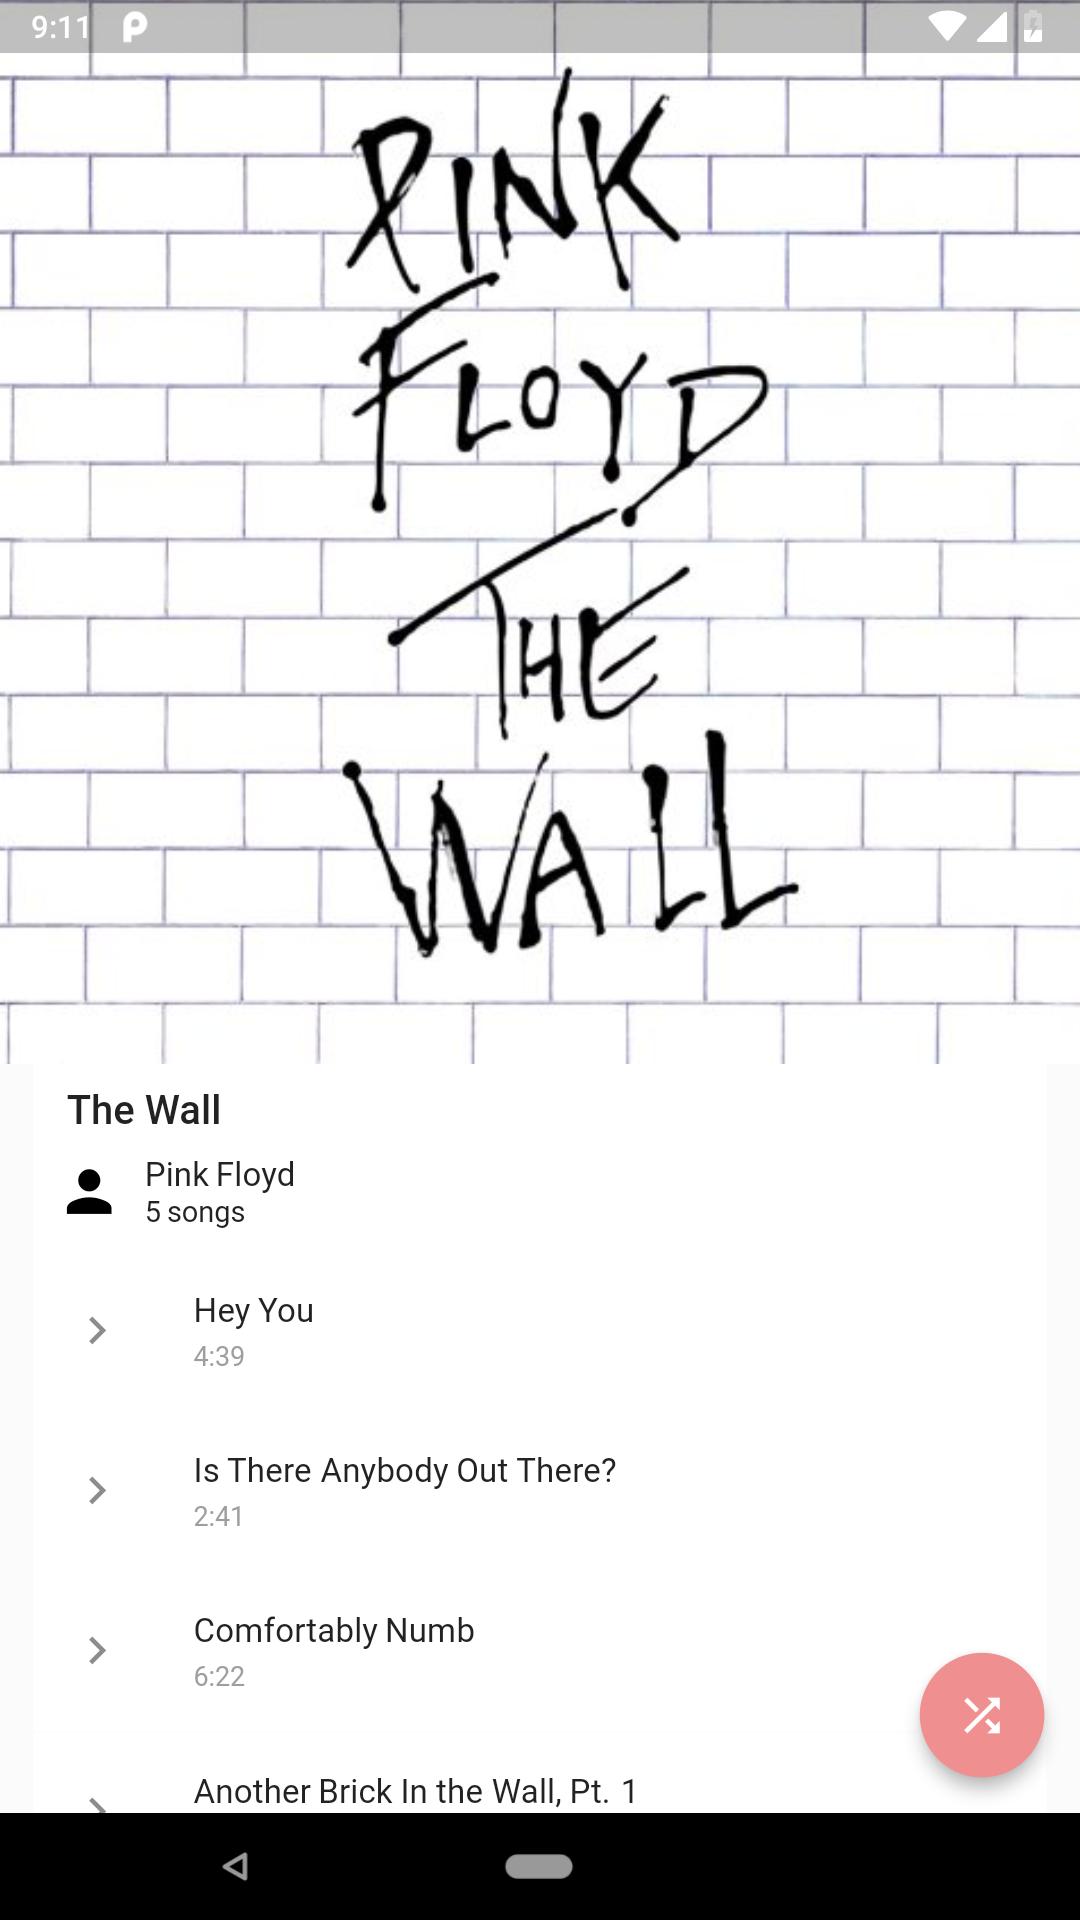 9:11
PINK
FLOYD
THE
WALL
The Wall
Pink Floyd
5 songs
Hey You
4:39
Is There Anybody Out There?
2:41
Comfortably Numb
6:22
Another Brick In the Wall, Pt. 1